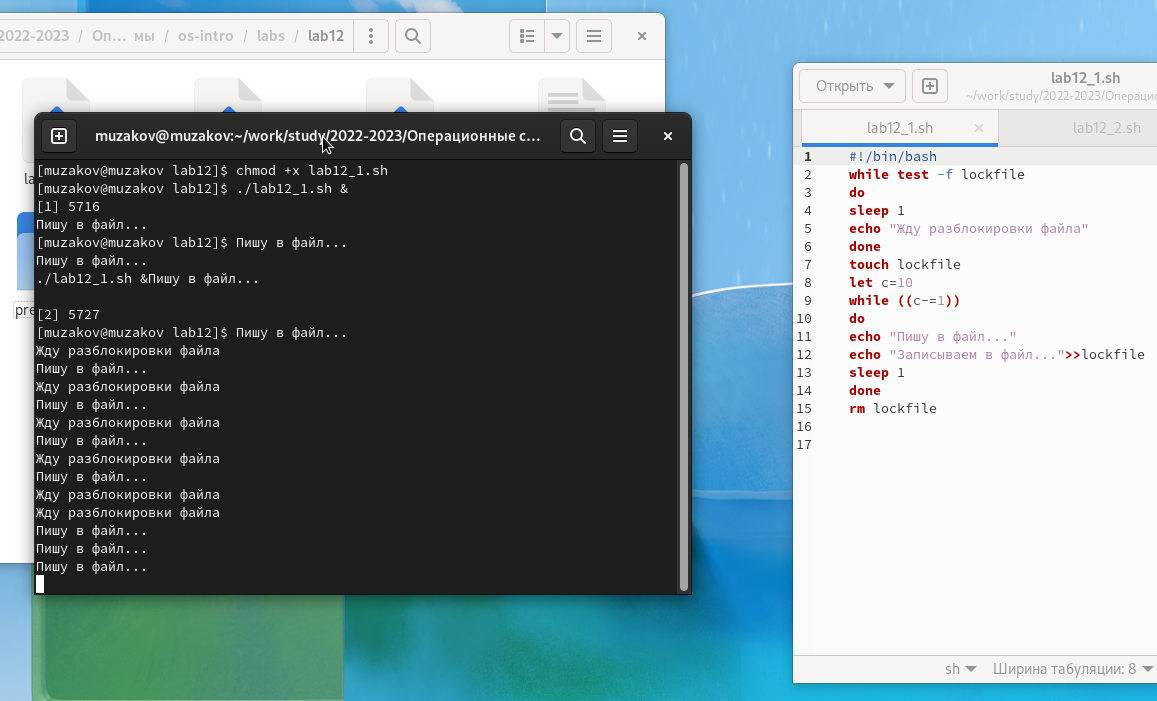 2022-2023 / Оп... мы / os-intro / labs / lab12
muzakov@muzakov:~/work/study/2022-2023/Операционные с...
[muzakov@muzakov lab12]$ chmod +x lab12_1.sh
[muzakov@muzakov lab12]$ ./lab12_1.sh &
[1] 5716
Пишу в файл...
[muzakov@muzakov lab12]$ Пишу в файл...
Пишу в файл...
./lab12_1.sh &Пишу в файл...
[2] 5727
[muzakov@muzakov lab12]$ Пишу в файл...
Жду разблокировки файла
Пишу в файл...
Жду разблокировки файла
Пишу в файл...
Жду разблокировки файла
Пишу в файл...
Жду разблокировки файла
Пишу в файл...
Жду разблокировки файла
Жду разблокировки файла
Пишу в файл...
Пишу в файл...
Пишу в файл...
Открыть
lab12_1.sh
~/work/study/2022-2023/Операцио
lab12_1.sh
lab12_2.sh
1 #!/bin/bash
2 while test -f lockfile
3 do
4 sleep 1
5 echo "Жду разблокировки файла"
6 done
7 touch lockfile
8 let c=10
9 while ((c-=1))
10 do
11 echo "Пишу в файл..."
12 echo "Записываем в файл...">>lockfile
13 sleep 1
14 done
15 rm lockfile
16
17
sh Ширина табуляции: 8